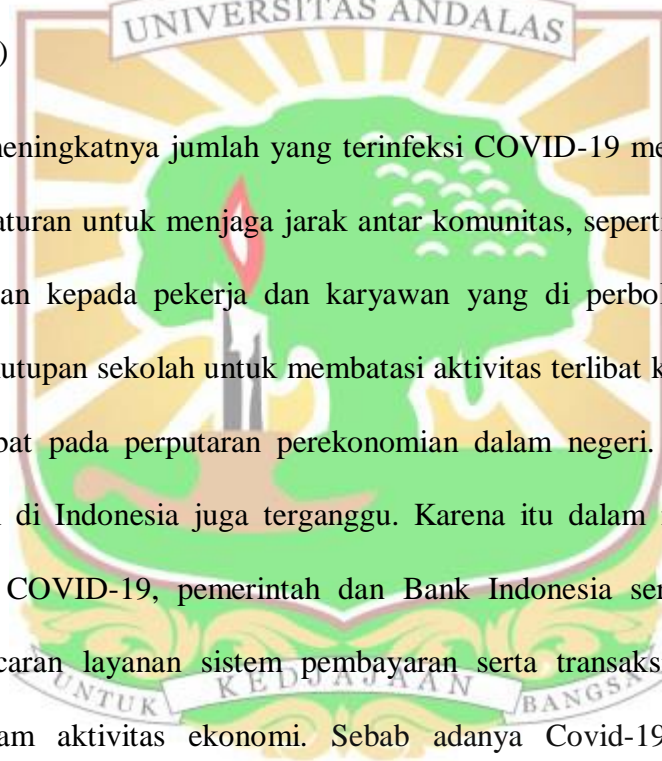 UNIVERSITAS ANDALAS
)
meningkatnya jumlah yang terinfeksi COVID-19 me
aturan untuk menjaga jarak antar komunitas, seperti
an kepada pekerja dan karyawan yang di perbol
utupan sekolah untuk membatasi aktivitas terlibat k
bat pada perputaran perekonomian dalam negeri.
di Indonesia juga terganggu. Karena itu dalam
COVID-19, pemerintah dan Bank Indonesia ser
caran layanan sistem pembayaran serta transaks
am aktivitas ekonomi. Sebab adanya Covid-19
UNTUK KEDJAJAAN BANGSA